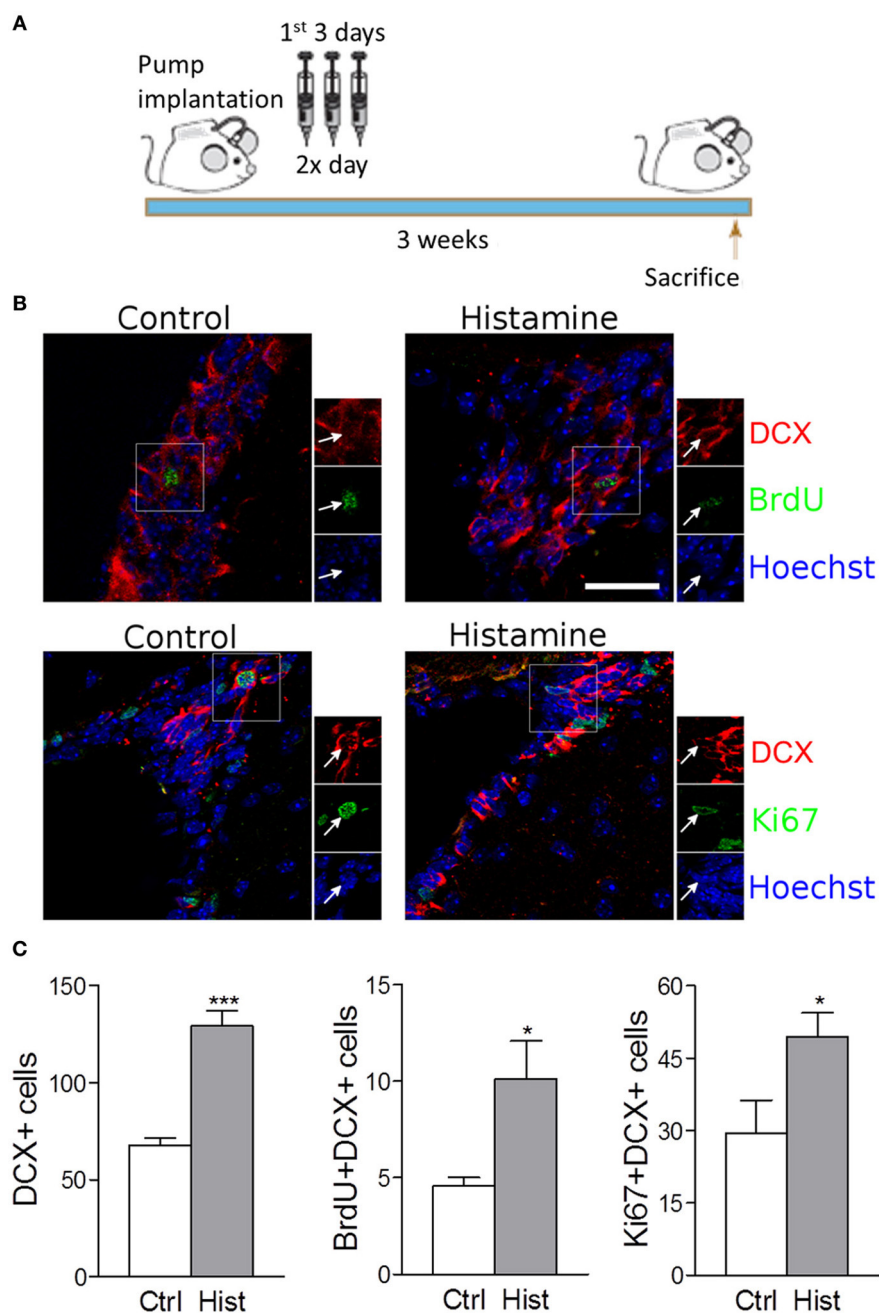 A
1st 3 days
Pump
implantation
2x day
3 weeks
Sacrifice
B
Control
Histamine
DCX
BrdU
Hoechst
Control
Histamine
DCX
Ki67
Hoechst
C
DCX+ cells
150
100
50
0
***
Ctrl Hist
BrdU+DCX+ cells
15
10
5
0
*
Ctrl Hist
Ki67+DCX+ cells
60
45
30
15
0
*
Ctrl Hist